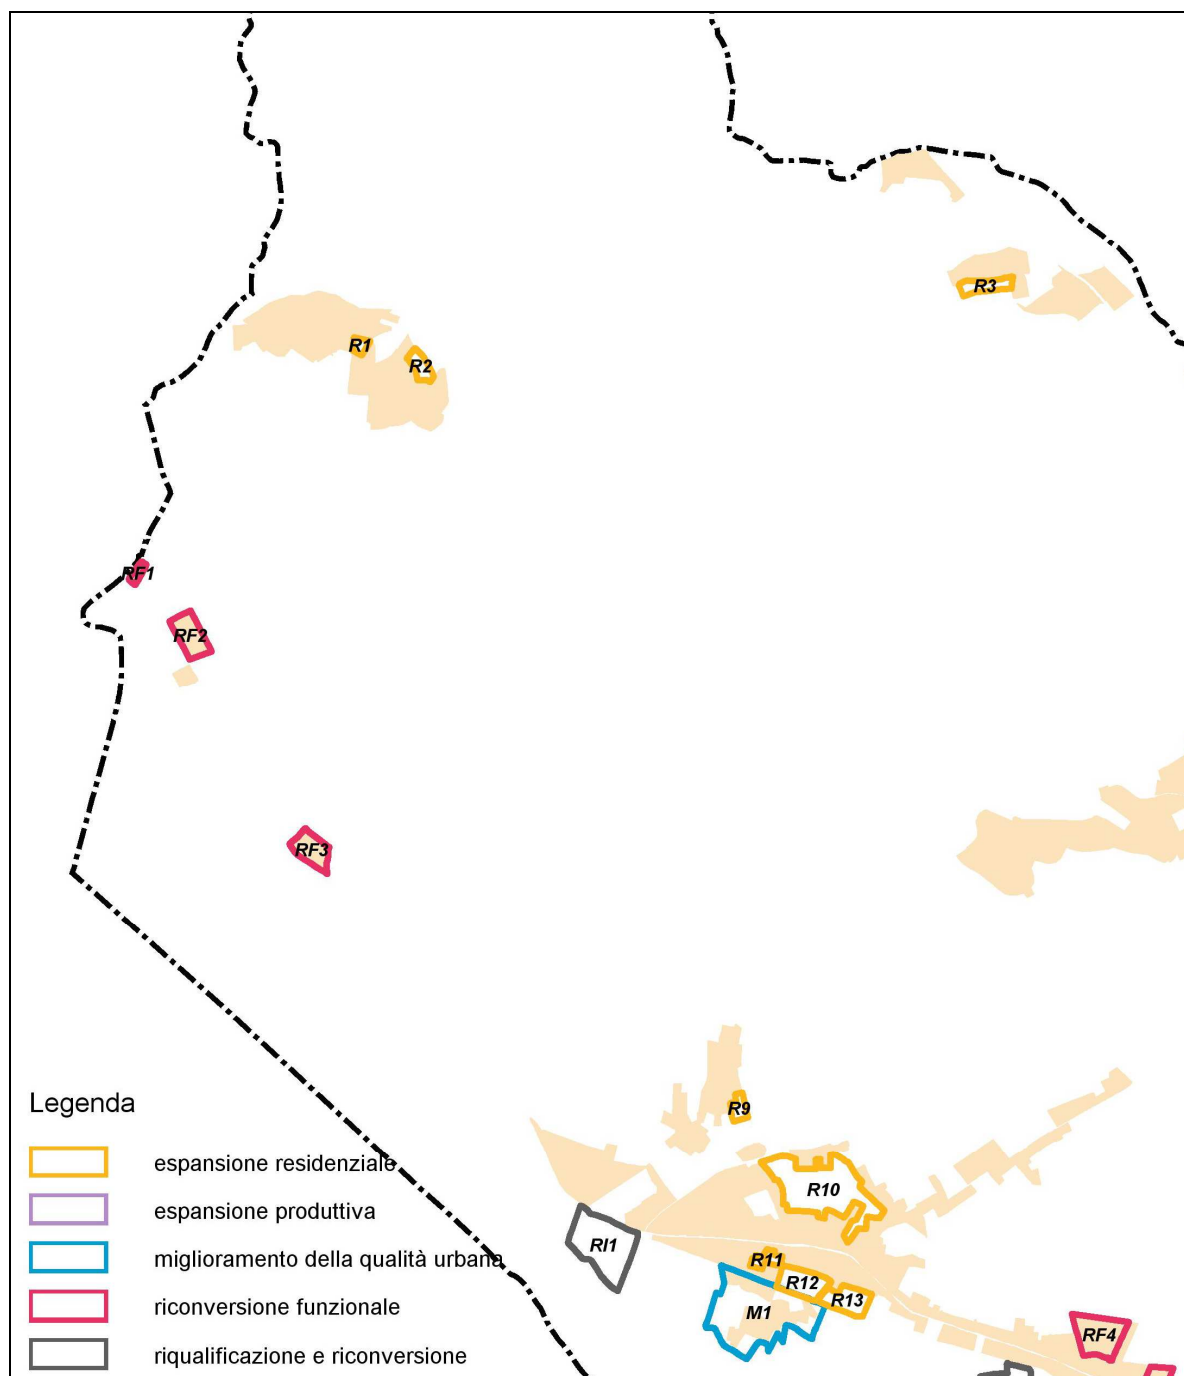 R3
R1
R2
RF1
RF2
RF3
R9
R10
RI1
R11
R12
R13
M1
RF4
Legenda
espansione residenziale
espansione produttiva
miglioramento della qualità urbana
riconversione funzionale
riqualificazione e riconversione